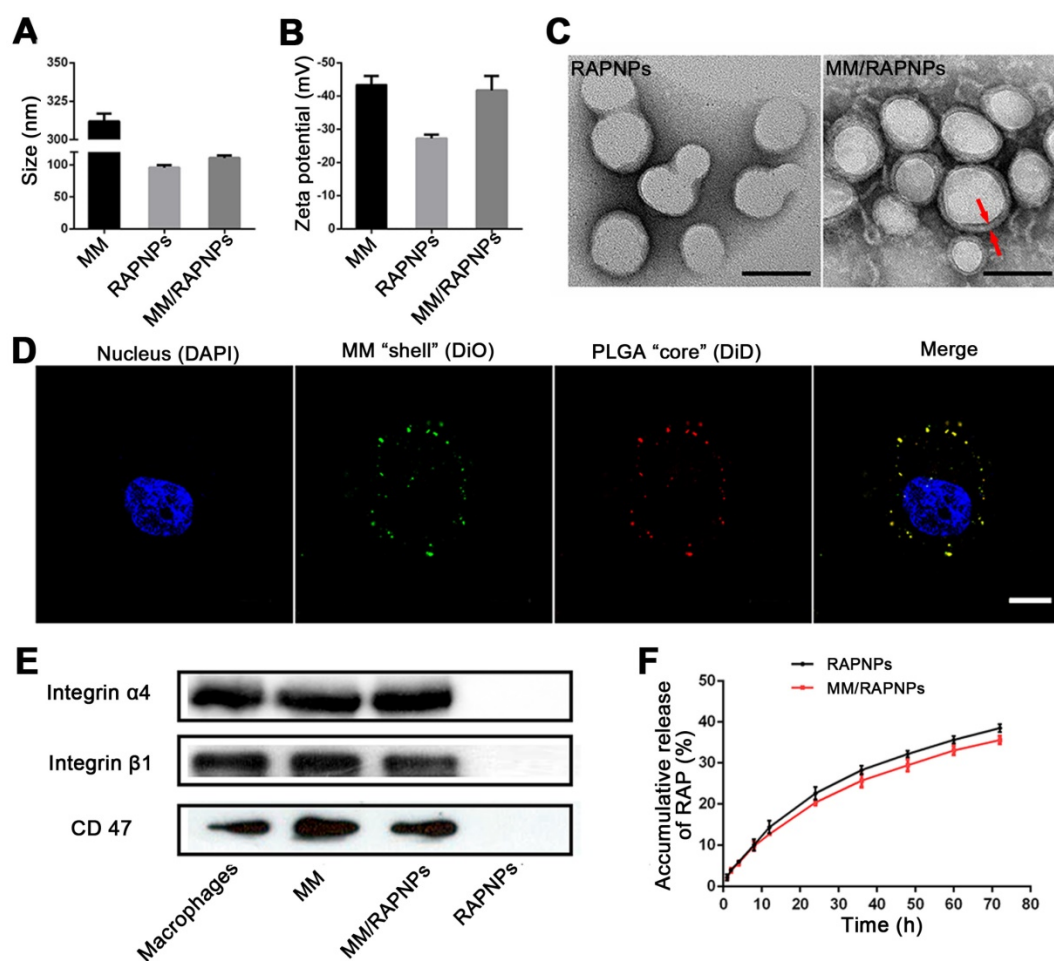 A
Size (nm)
350
325
300
100
50
0
MM
RAPNPs
MM/RAPNPs
B
Zeta potential (mV)
-50
-40
-30
-20
-10
0
MM
RAPNPs
MM/RAPNPs
C
RAPNPs
MM/RAPNPs
D
Nucleus (DAPI)
MM “shell” (DiO)
PLGA “core” (DiD)
Merge
E
Integrin α4
Integrin β1
CD 47
Macrophages
MM
MM/RAPNPs
RAPNPs
F
RAPNPs
MM/RAPNPs
Accumulative release
of RAP (%)
50
40
30
20
10
0
0 10 20 30 40 50 60 70 80
Time (h)